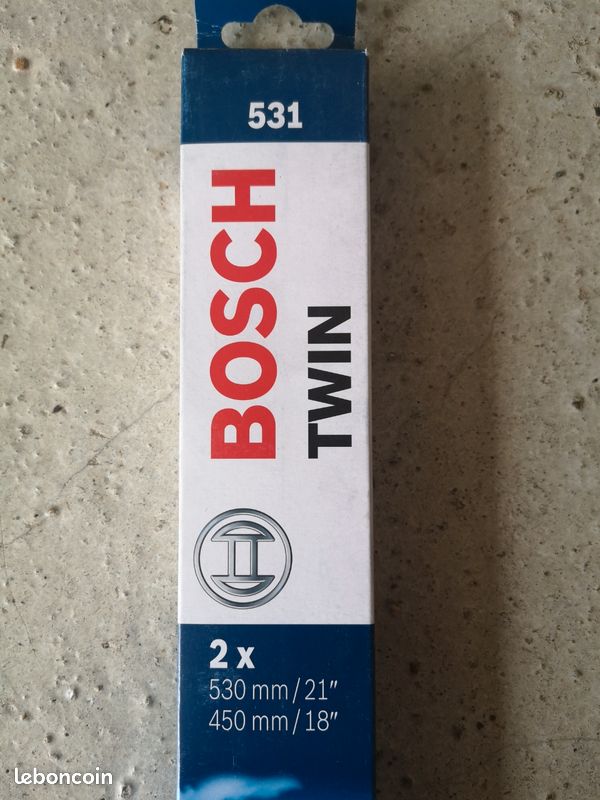 531
BOSCH
TWIN
2 x
530 mm/21″
450 mm/18″
leboncoin